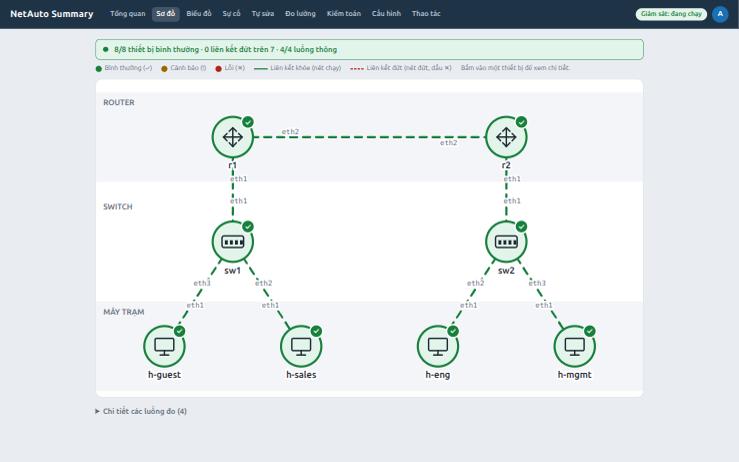 NetAuto Summary Tổng quan Sơ đồ Biểu đồ Sự cố Tự sửa Đo lường Kiểm toán Cấu hình Thao tác Giám sát: đang chạy A
8/8 thiết bị bình thường · 0 liên kết đứt trên 7 · 4/4 luồng thông
Bình thường (✓) Cảnh báo (!) Lỗi (✕) Liên kết khỏe (nét chạy) Liên kết đứt (nét đứt, dấu ✕) Bấm vào một thiết bị để xem chi tiết.
ROUTER
eth2
eth2
r1 r2
eth1 eth1
eth1 eth1
SWITCH
sw1 sw2
eth3 eth2 eth2 eth3
eth1 eth1 eth1 eth1
MÁY TRẠM
h-guest h-sales h-eng h-mgmt
▶ Chi tiết các luồng đo (4)